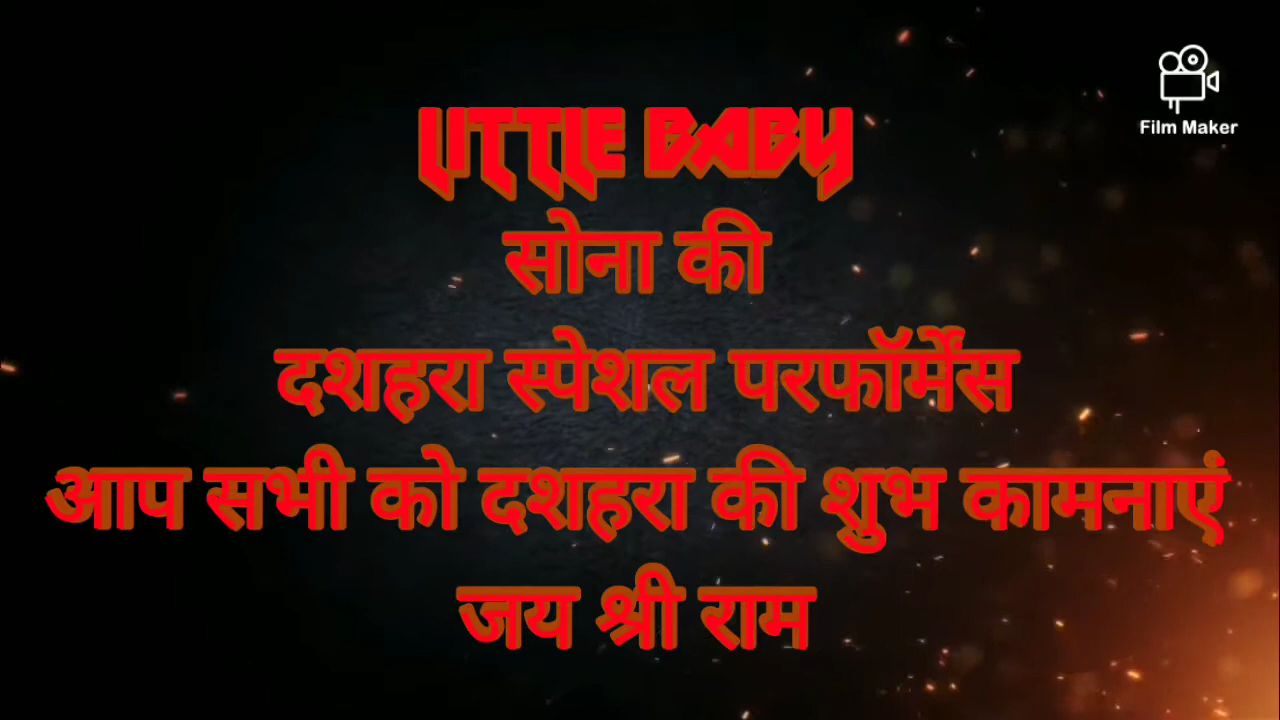 Film Maker
LITTLE BABY
सोना की
दशहरा स्पेशल परफॉर्मेंस
आप सभी को दशहरा की शुभ कामनाएं
जय श्री राम